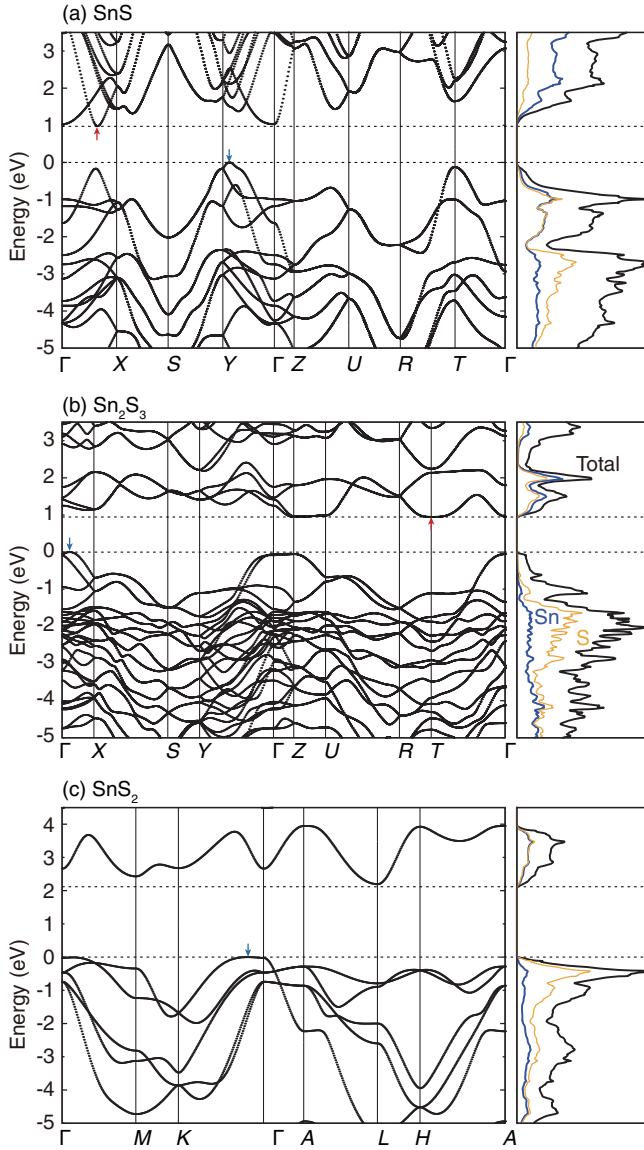 (a) SnS
3
2
1
0
-1
-2
-3
-4
-5
Energy (eV)
Γ X S Y Γ Z U R T Γ
(b) Sn₂S₃
3
2
1
0
-1
-2
-3
-4
-5
Energy (eV)
Total
Sn
S
Γ X S Y Γ Z U R T Γ
(c) SnS₂
4
3
2
1
0
-1
-2
-3
-4
-5
Energy (eV)
Γ M K Γ A L H A